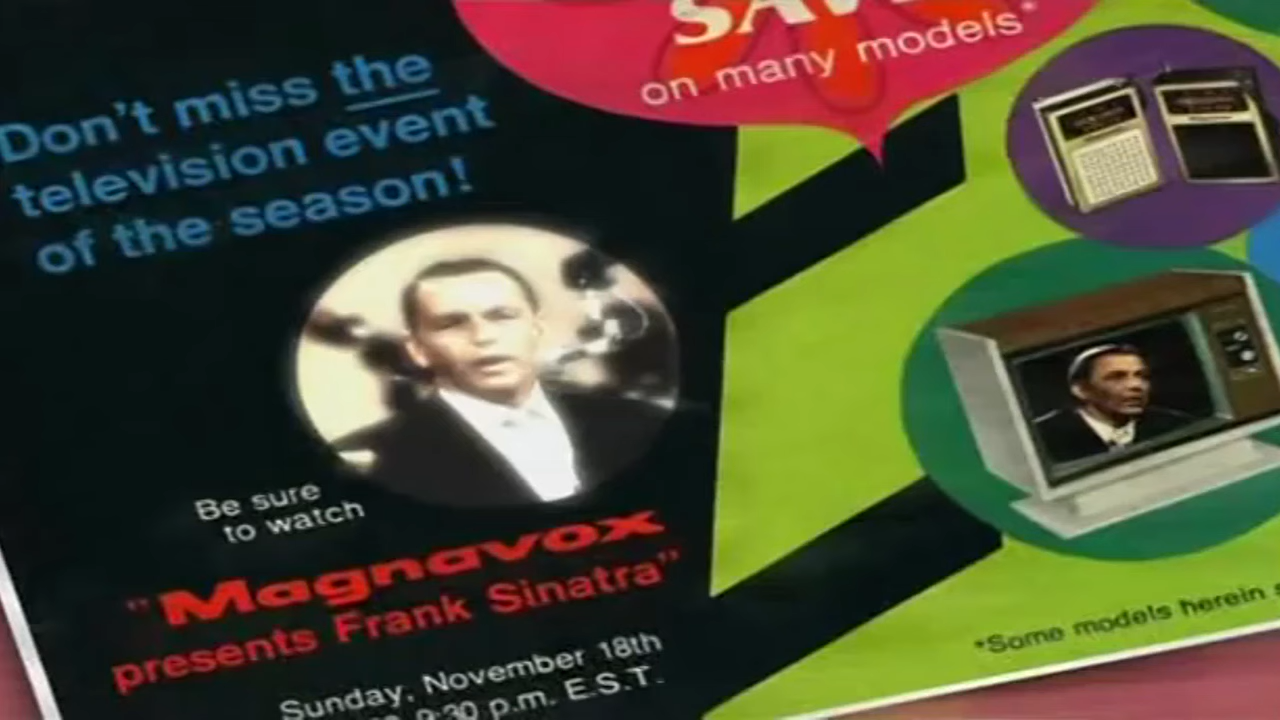 Don't miss the
television event
of the season!
Be sure
to watch
"Magnavox
presents Frank Sinatra"
Sunday, November 18th
9:30 p.m. E.S.T.
on many models*
*Some models herein